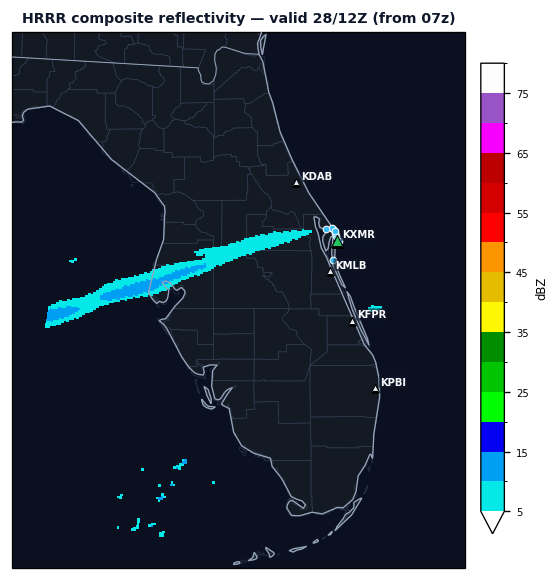 HRRR composite reflectivity — valid 28/12Z (from 07z)
KDAB
KXMR
KMLB
KFPR
KPBI
75
65
55
45
35
25
15
5
dBZ